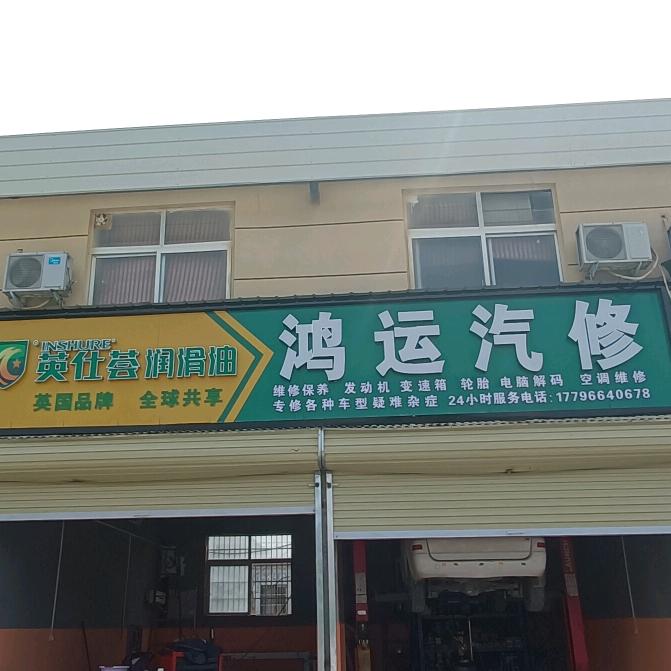 INSHURE®
英仕荟润滑油
英国品牌 全球共享
鸿运汽修
维修保养 发动机 变速箱 轮胎 电脑解码 空调维修
专修各种车型疑难杂症 24小时服务电话:17796640678